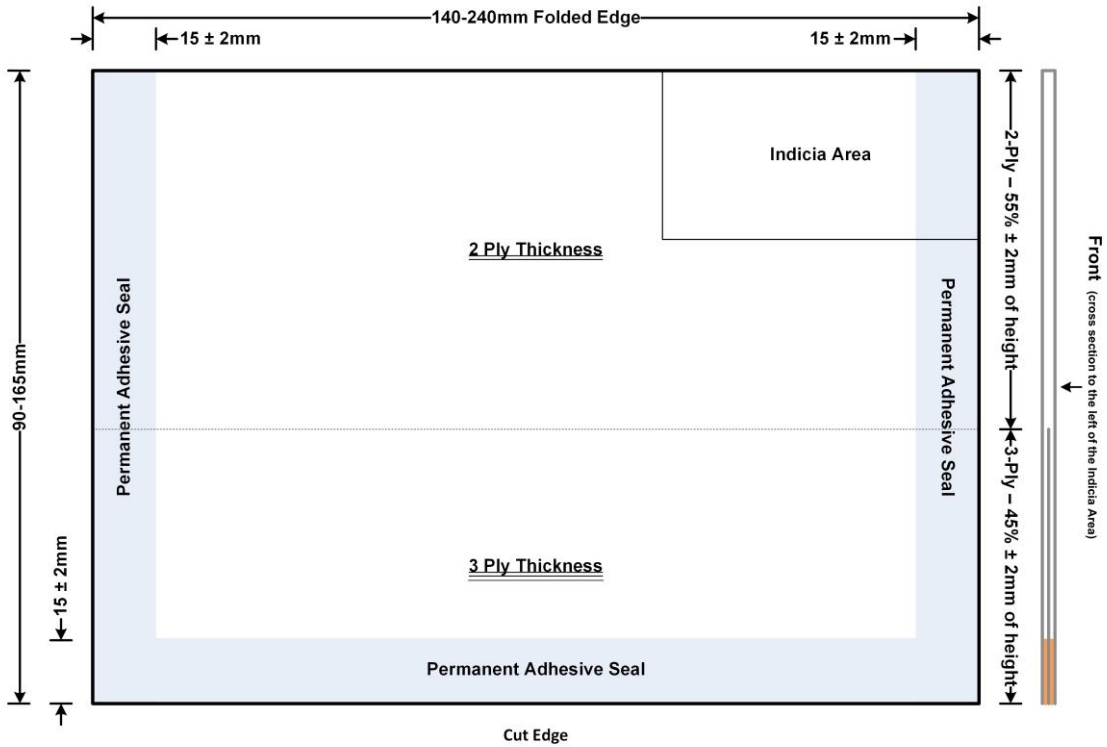 140-240mm Folded Edge
15 ± 2mm
15 ± 2mm
Indicia Area
2 Ply Thickness
Permanent Adhesive Seal
Permanent Adhesive Seal
90-165mm
2-Ply – 55% ± 2mm of height
Front (cross section to the left of the Indicia Area)
3-Ply – 45% ± 2mm of height
3 Ply Thickness
15 ± 2mm
Permanent Adhesive Seal
Cut Edge